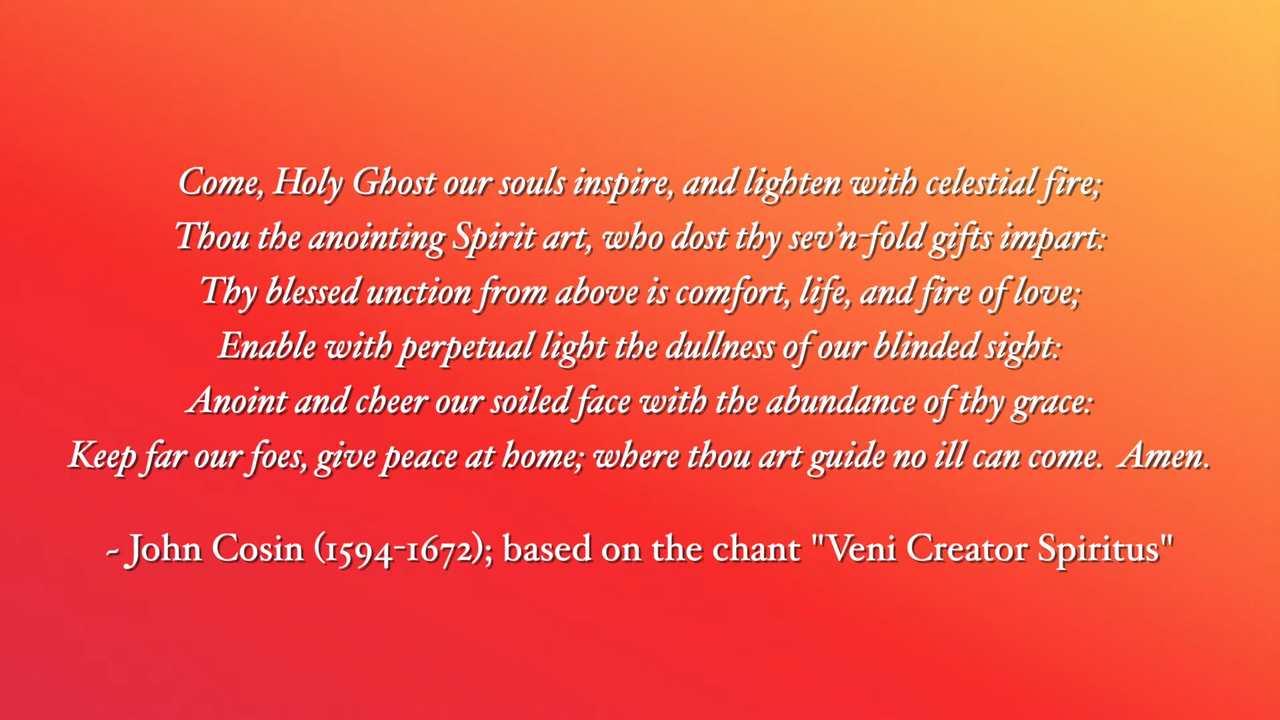 Come, Holy Ghost our souls inspire, and lighten with celestial fire;
Thou the anointing Spirit art, who dost thy sev’n-fold gifts impart:
Thy blessed unction from above is comfort, life, and fire of love;
Enable with perpetual light the dullness of our blinded sight:
Anoint and cheer our soiled face with the abundance of thy grace:
Keep far our foes, give peace at home; where thou art guide no ill can come.  Amen.
- John Cosin (1594-1672); based on the chant "Veni Creator Spiritus"